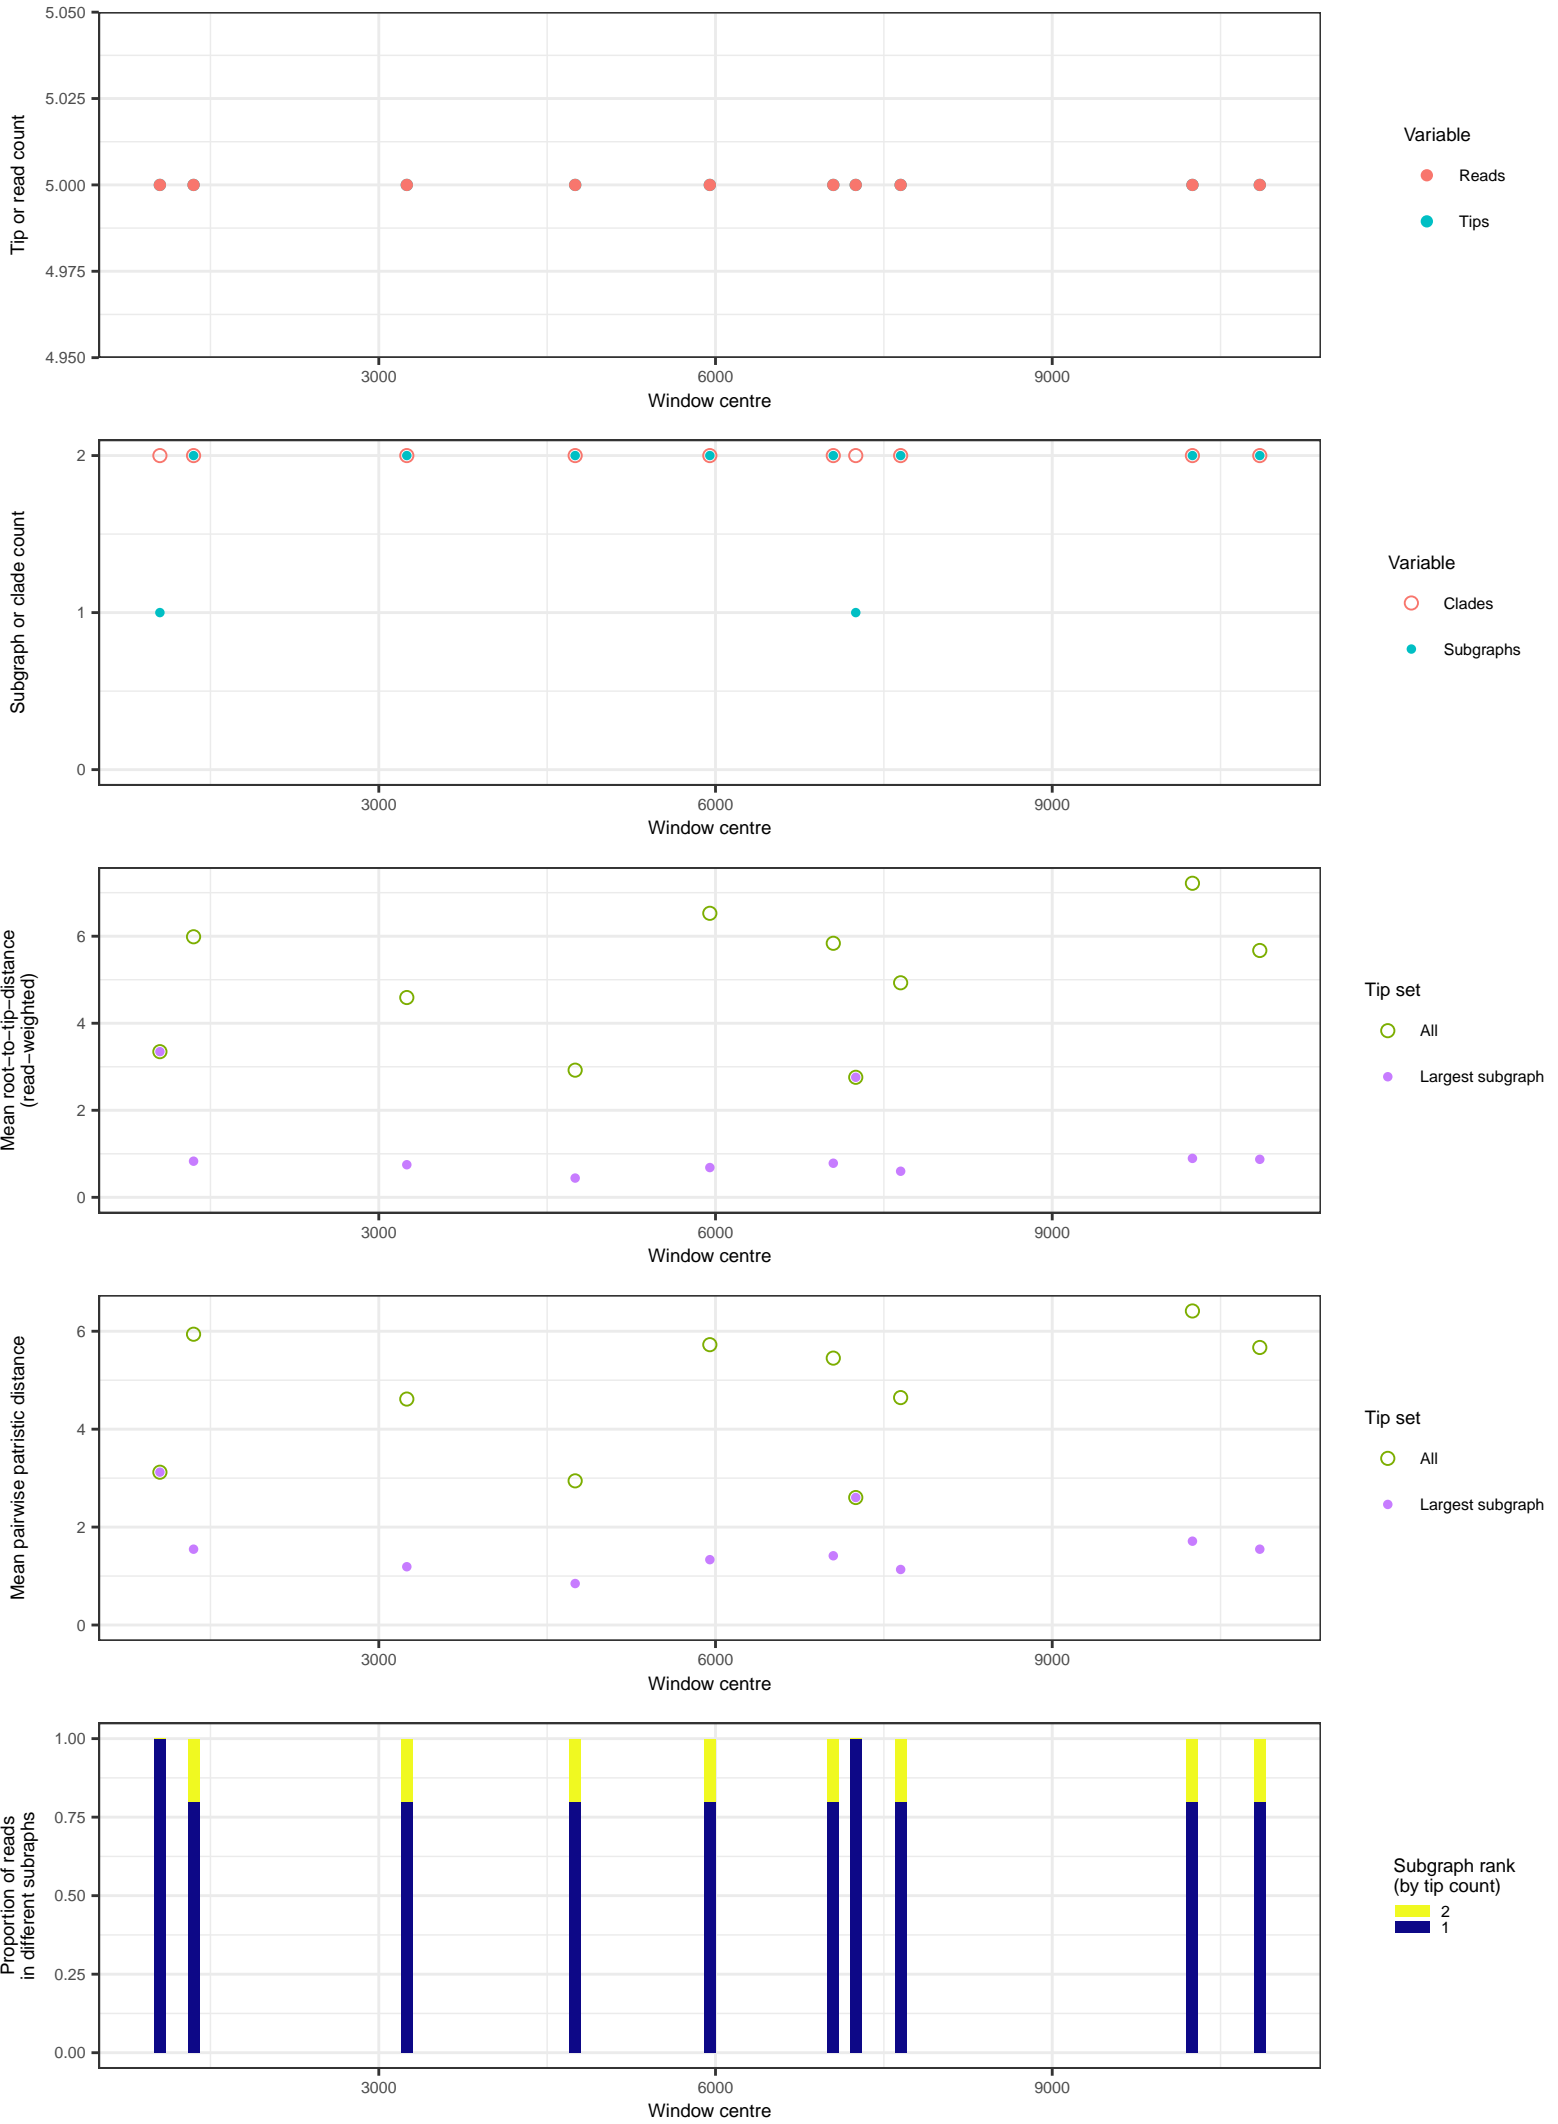 5.050
5.025
5.000
4.975
4.950
Tip or read count
3000
6000
9000
Window centre
Variable
Reads
Tips
2
1
0
Subgraph or clade count
3000
6000
9000
Window centre
Variable
Clades
Subgraphs
6
4
2
0
Mean root−to−tip−distance
(read−weighted)
3000
6000
9000
Window centre
Tip set
All
Largest subgraph
6
4
2
0
Mean pairwise patristic distance
3000
6000
9000
Window centre
Tip set
All
Largest subgraph
1.00
0.75
0.50
0.25
0.00
Proportion of reads
in different subraphs
3000
6000
9000
Window centre
Subgraph rank
(by tip count)
2
1